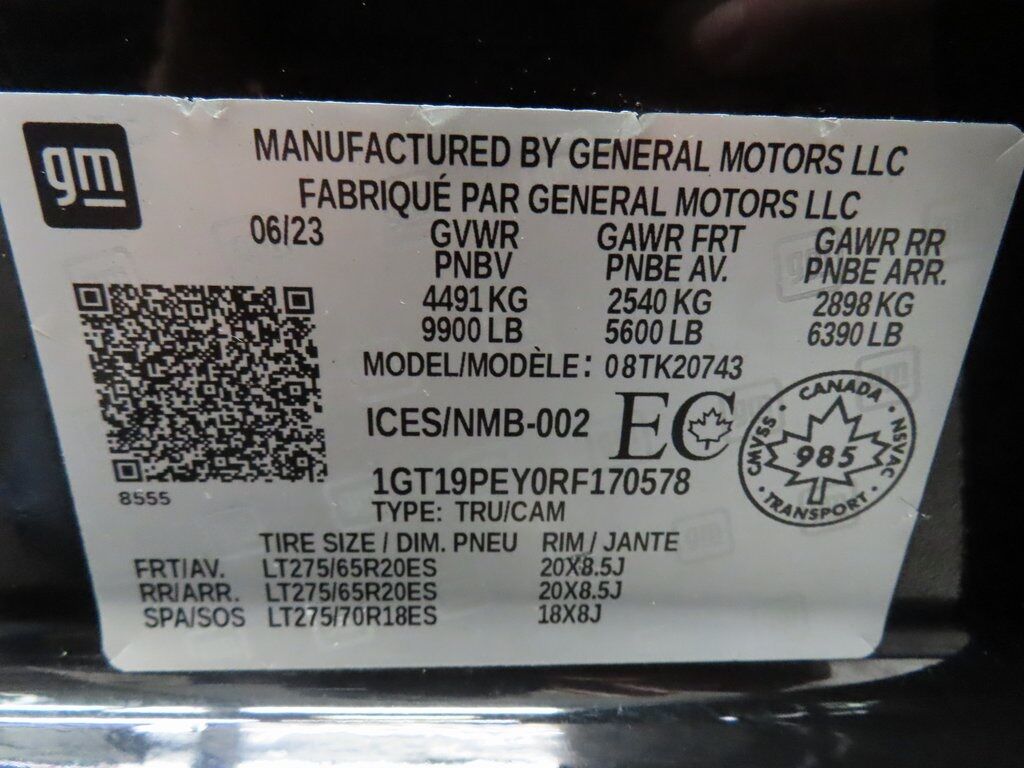 gm
MANUFACTURED BY GENERAL MOTORS LLC
FABRIQUÉ PAR GENERAL MOTORS LLC
06/23 GVWR GAWR FRT GAWR RR
PNBV PNBE AV. PNBE ARR.
4491 KG 2540 KG 2898 KG
9900 LB 5600 LB 6390 LB
MODEL/MODÈLE: 08TK20743
ICES/NMB-002 EC
CANADA
CMVSS 985 NSVAC
TRANSPORT
8555
1GT19PEY0RF170578
TYPE: TRU/CAM
TIRE SIZE / DIM. PNEU RIM / JANTE
FRT/AV. LT275/65R20ES 20X8.5J
RR/ARR. LT275/65R20ES 20X8.5J
SPA/SOS LT275/70R18ES 18X8J